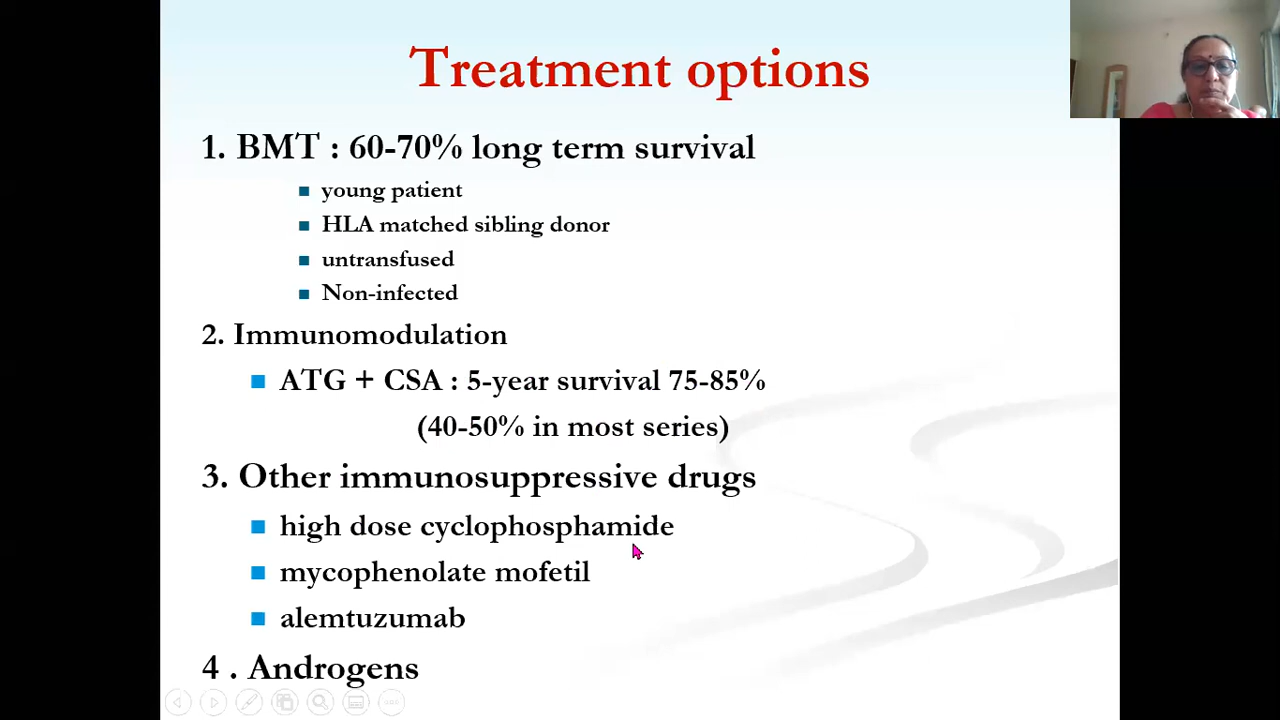 Treatment options
1. BMT : 60-70% long term survival
young patient
HLA matched sibling donor
untransfused
Non-infected
2. Immunomodulation
ATG + CSA : 5-year survival 75-85%
(40-50% in most series)
3. Other immunosuppressive drugs
high dose cyclophosphamide
mycophenolate mofetil
alemtuzumab
4 . Androgens